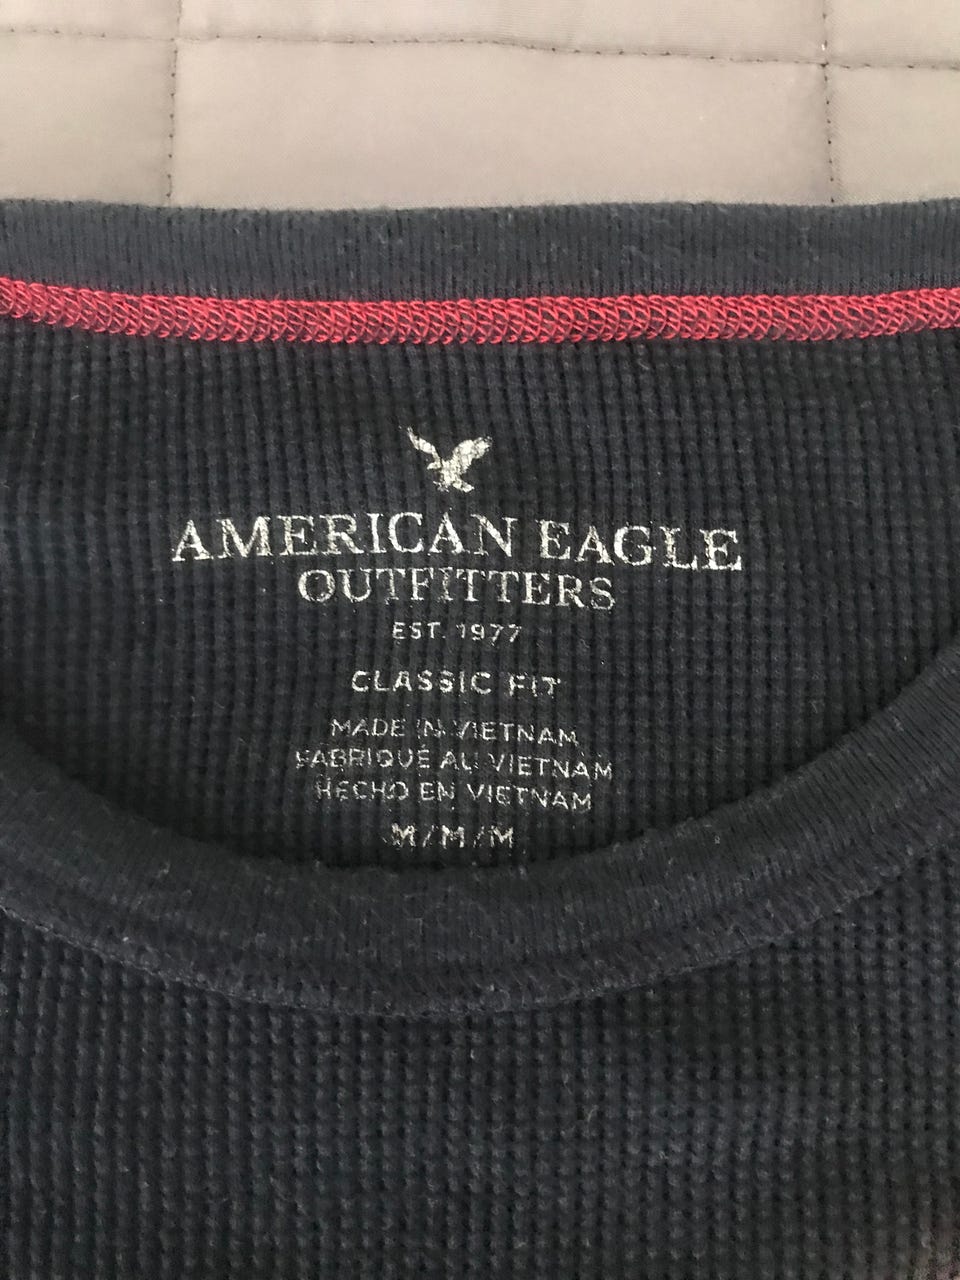 AMERICAN EAGLE
OUTFITTERS
EST. 1977
CLASSIC FIT
MADE IN VIETNAM
FABRIQUÉ AU VIETNAM
HECHO EN VIETNAM
M/M/M